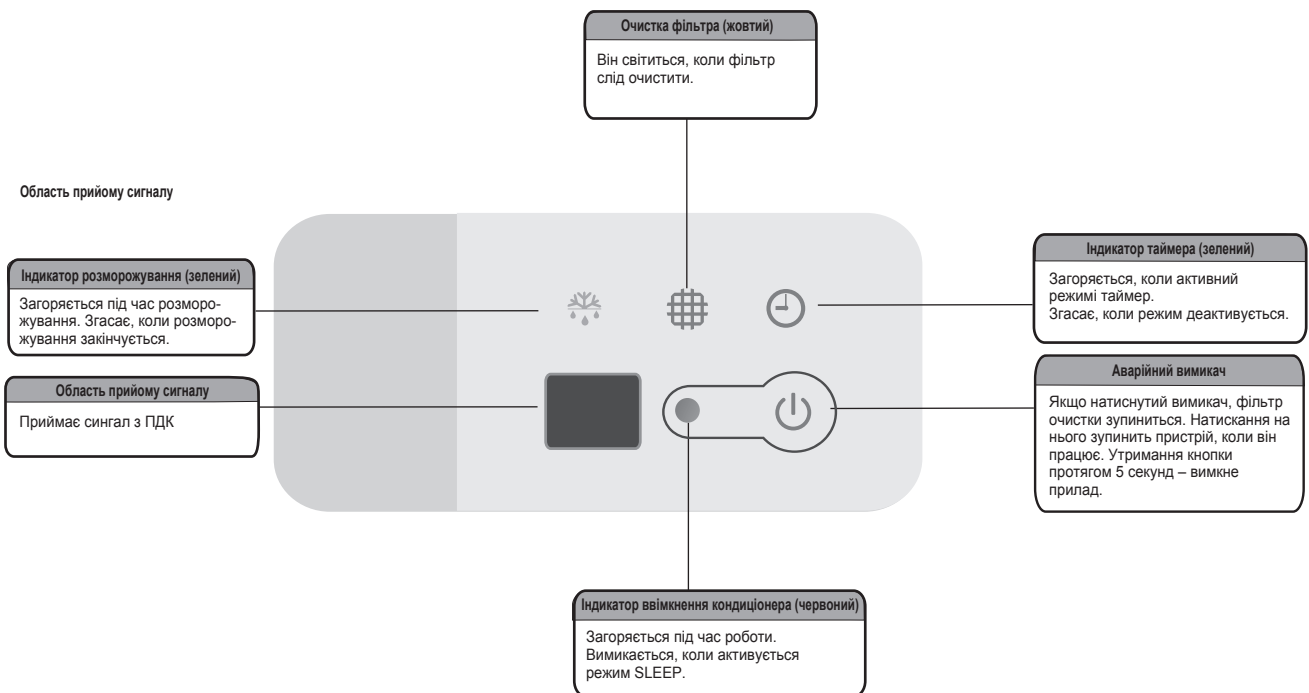 Очистка фільтра (жовтий)
Він світиться, коли фільтр
слід очистити.
Область прийому сигналу
Індикатор розморожування (зелений)
Загоряється під час розморо-
жування. Згасає, коли розморо-
жування закінчується.
Область прийому сигналу
Приймає сингал з ПДК
Індикатор таймера (зелений)
Загоряється, коли активний
режимі таймер.
Згасає, коли режим деактивується.
Аварійний вимикач
Якщо натиснутий вимикач, фільтр
очистки зупиниться. Натискання на
нього зупинить пристрій, коли він
працює. Утримання кнопки
протягом 5 секунд – вимкне
прилад.
Індикатор ввімкнення кондиціонера (червоний)
Загоряється під час роботи.
Вимикається, коли активується
режим SLEEP.